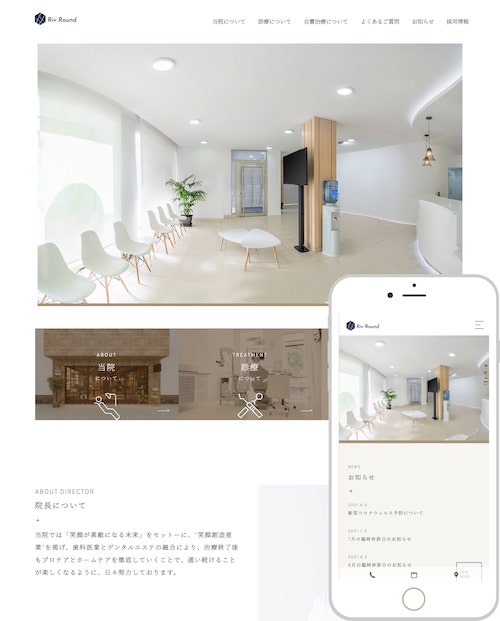 Riv Round
当院について 診療について 自費治療について よくあるご質問 お知らせ 採用情報
ABOUT
当院
について
TREATMENT
診療
について
ABOUT DIRECTOR
院長について
当院では「笑顔が素敵になる未来」をモットーに、“笑顔創造産
業”を掲げ、歯科医業とデンタルエステの融合により、治療終了後
もプロケアとホームケアを徹底していくことで、通い続けること
が楽しくなるように、日々努力しております。
Riv Round
NEWS
お知らせ
2021.8.5
新型コロナウィルス予防について
2021.7.5
7月の臨時休診日のお知らせ
2021.6.5
6月の臨時休診日のお知らせ